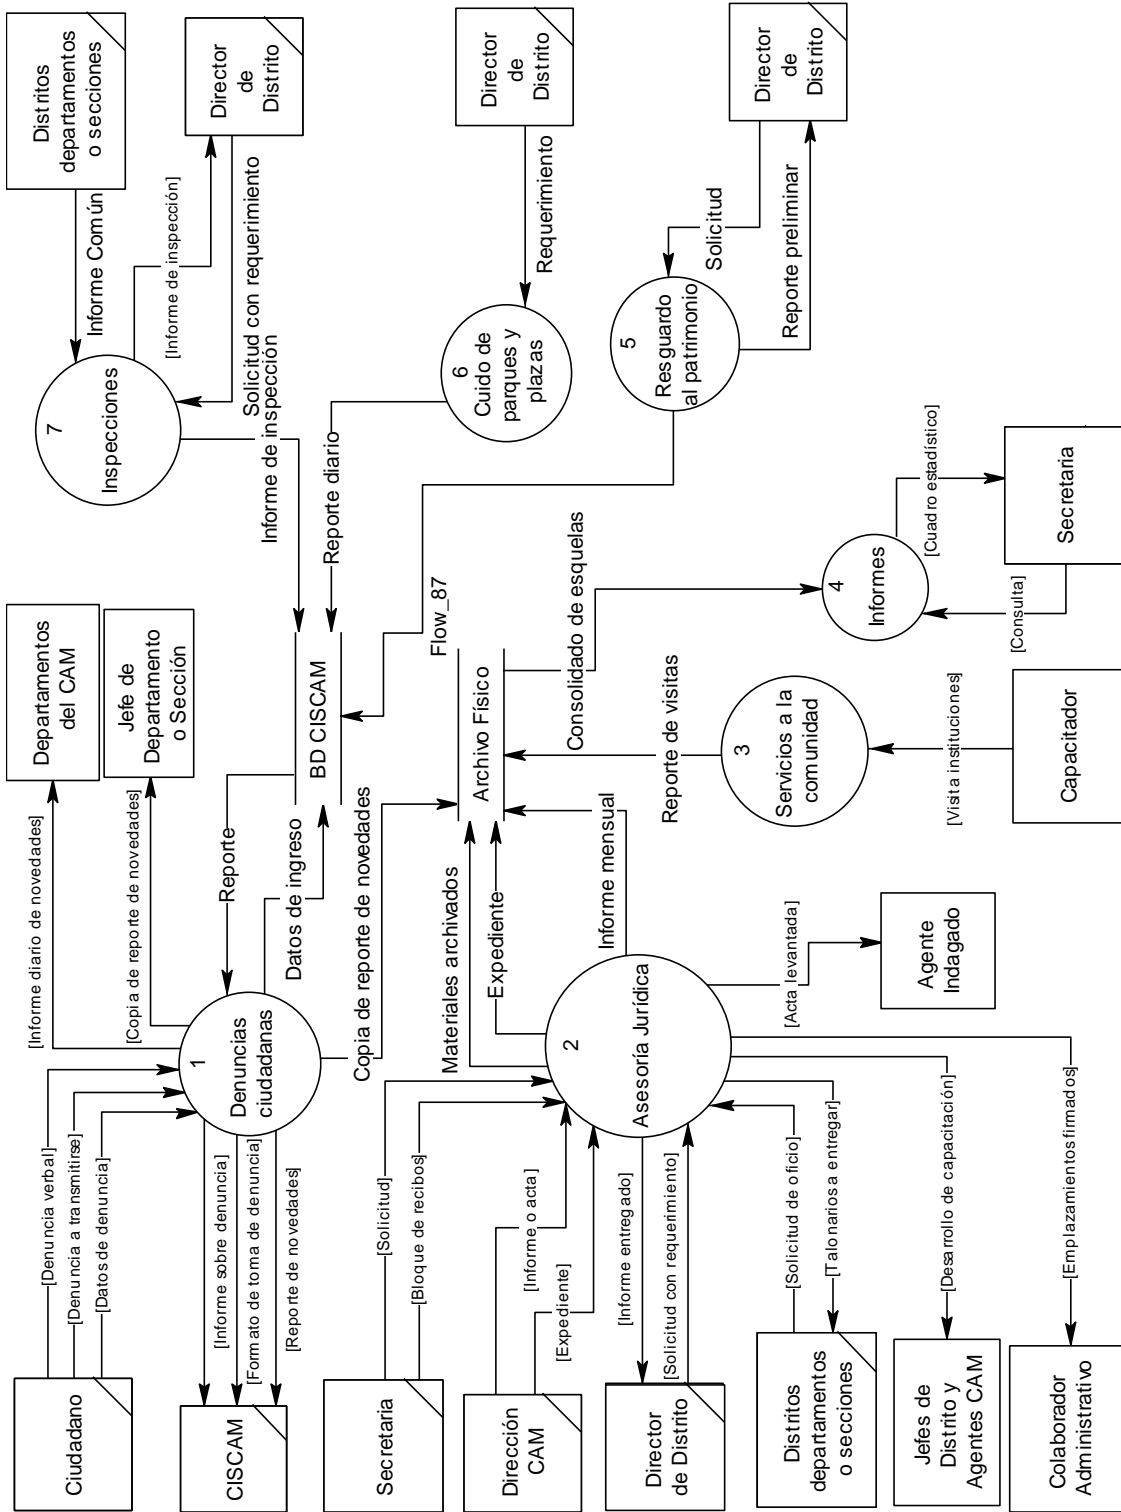 Ciudadano
[Denuncia verbal]
[Denuncia a transmitirse]
[Datos de denuncia]
CISCAM
[Informe sobre denuncia]
[Formato de toma de denuncia]
[Reporte de novedades]
1
Denuncias
ciudadanas
[Informe diario de novedades]
[Copia de reporte de novedades]
Departamentos
del CAM
Jefe de
Departamento
o Sección
Reporte
Datos de ingreso
BD CISCAM
Copia de reporte de novedades
7
Inspecciones
Informe Común
Distritos
departamentos
o secciones
[Informe de inspección]
Director
de
Distrito
Solicitud con requerimiento
Informe de inspección
Reporte diario
6
Cuido de
parques y
plazas
Requerimiento
Director
de
Distrito
Flow_87
5
Resguardo
al patrimonio
Solicitud
Reporte preliminar
Director
de
Distrito
Archivo Físico
Consolidado de esquelas
4
Informes
[Cuadro estadístico]
[Consulta]
Secretaria
Reporte de visitas
3
Servicios a la
comunidad
[Visita instituciones]
Capacitador
Materiales archivados
Expediente
Informe mensual
2
Asesoría Jurídica
Secretaria
[Solicitud]
[Bloque de recibos]
Dirección
CAM
[Informe o acta]
[Expediente]
Director
de Distrito
[Informe entregado]
[Solicitud con requerimiento]
Distritos
departamentos
o secciones
[Solicitud de oficio]
[Talonarios a entregar]
Jefes de
Distrito y
Agentes CAM
[Desarrollo de capacitación]
Colaborador
Administrativo
[Emplazamientos firmados]
[Acta levantada]
Agente
Indagado